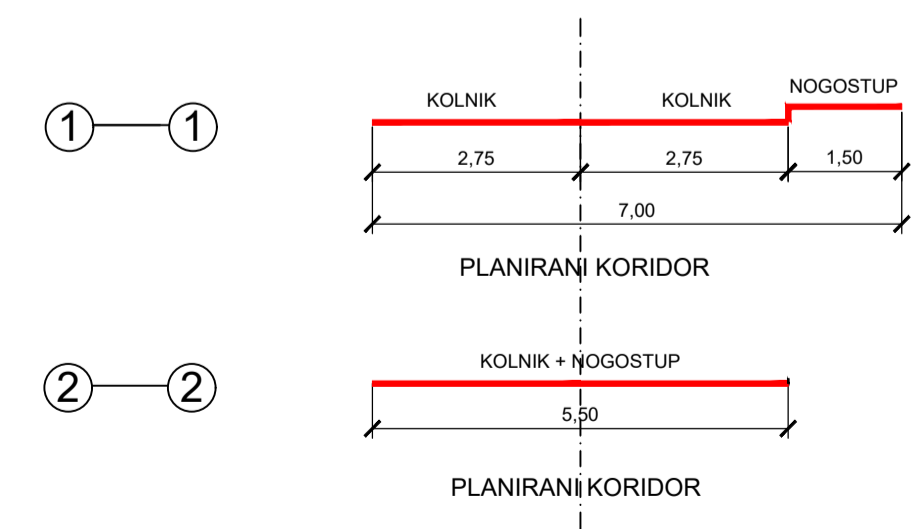 KOLNIK KOLNIK NOGOSTUP
1 1
2,75 2,75 1,50
7,00
PLANIRANI KORIDOR
KOLNIK + NOGOSTUP
2 2
5,50
PLANIRANI KORIDOR